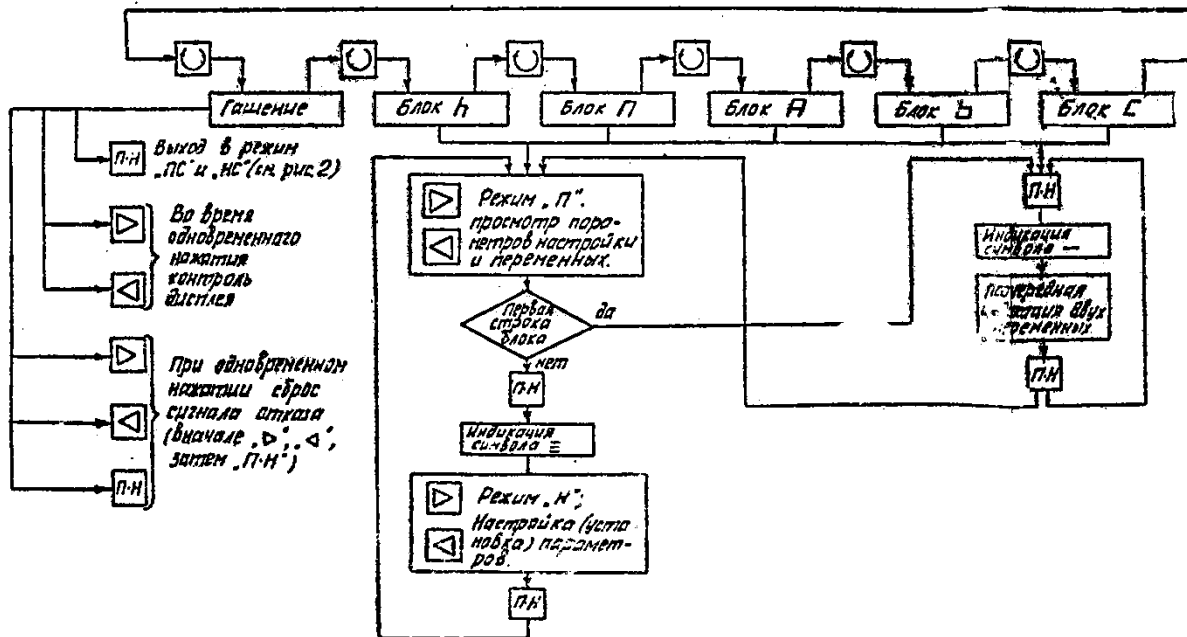 Гашение
Блок h
Блок П
Блок A
Блок b
Блок C
П·Н
Выход в режим
„ПС" и „НС" (см. рис. 2)
Во время
одновременного
нажатия
контроль
дисплея
При одновременном
нажатии сброс
сигнала отказа
(вначале „▷", „◁",
затем „П·Н")
П·Н
Режим „П".
просмотр пара-
метров настройки
и переменных.
Первая
строка
блока
да
нет
П·Н
Индикация
символа ≡
Режим „Н";
Настройка (уста
новка) парамет-
ров.
П·Н
П·Н
Индикация
символа —
двух
П·Н